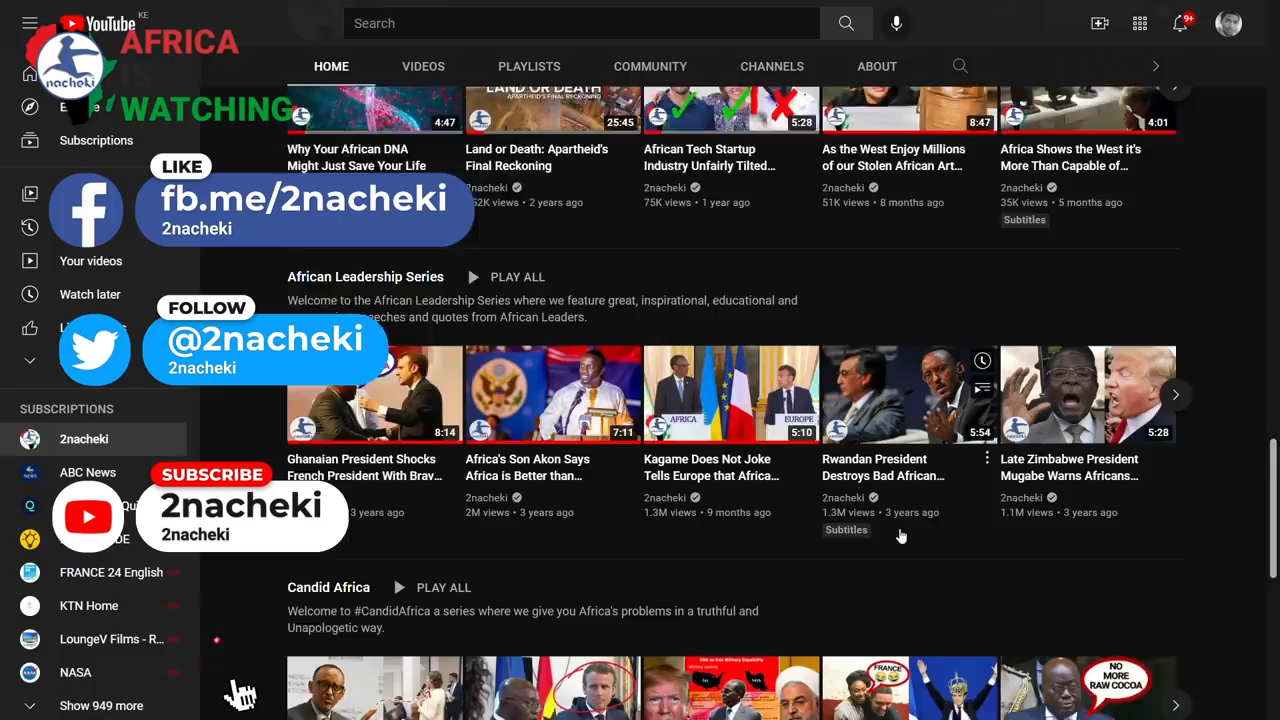 YouTube
KE
Search
9+
nacheki
AFRICA
IS
WATCHING
HOME
VIDEOS
PLAYLISTS
COMMUNITY
CHANNELS
ABOUT
Subscriptions
LAND OR DEATH:
APARTHEID'S FINAL RECKONING
4:47
25:45
5:28
8:47
4:01
Why Your African DNA
Might Just Save Your Life
Land or Death: Apartheid's
Final Reckoning
2nacheki
2 years ago
African Tech Startup
Industry Unfairly Tilted...
2nacheki
75K views • 1 year ago
As the West Enjoy Millions
of our Stolen African Art...
2nacheki
51K views • 8 months ago
Africa Shows the West it's
More Than Capable of...
2nacheki
35K views • 5 months ago
Subtitles
LIKE
fb.me/2nacheki
2nacheki
Your videos
Watch later
FOLLOW
@2nacheki
2nacheki
SUBSCRIPTIONS
2nacheki
ABC News
SUBSCRIBE
2nacheki
2nacheki
FRANCE 24 English
KTN Home
LoungeV Films - R...
NASA
Show 949 more
African Leadership Series
PLAY ALL
Welcome to the African Leadership Series where we feature great, inspirational, educational and
speeches and quotes from African Leaders.
8:14
7:11
AFRICA
EUROPE
5:10
5:54
5:28
Ghanaian President Shocks
French President With Brav...
3 years ago
Africa's Son Akon Says
Africa is Better than...
2nacheki
2M views • 3 years ago
Kagame Does Not Joke
Tells Europe that Africa...
2nacheki
1.3M views • 9 months ago
Rwandan President
Destroys Bad African...
2nacheki
1.3M views • 3 years ago
Subtitles
Late Zimbabwe President
Mugabe Warns Africans...
2nacheki
1.1M views • 3 years ago
Candid Africa
PLAY ALL
Welcome to #CandidAfrica a series where we give you Africa's problems in a truthful and
Unapologetic way.
FRANCE
NO
MORE
RAW COCOA